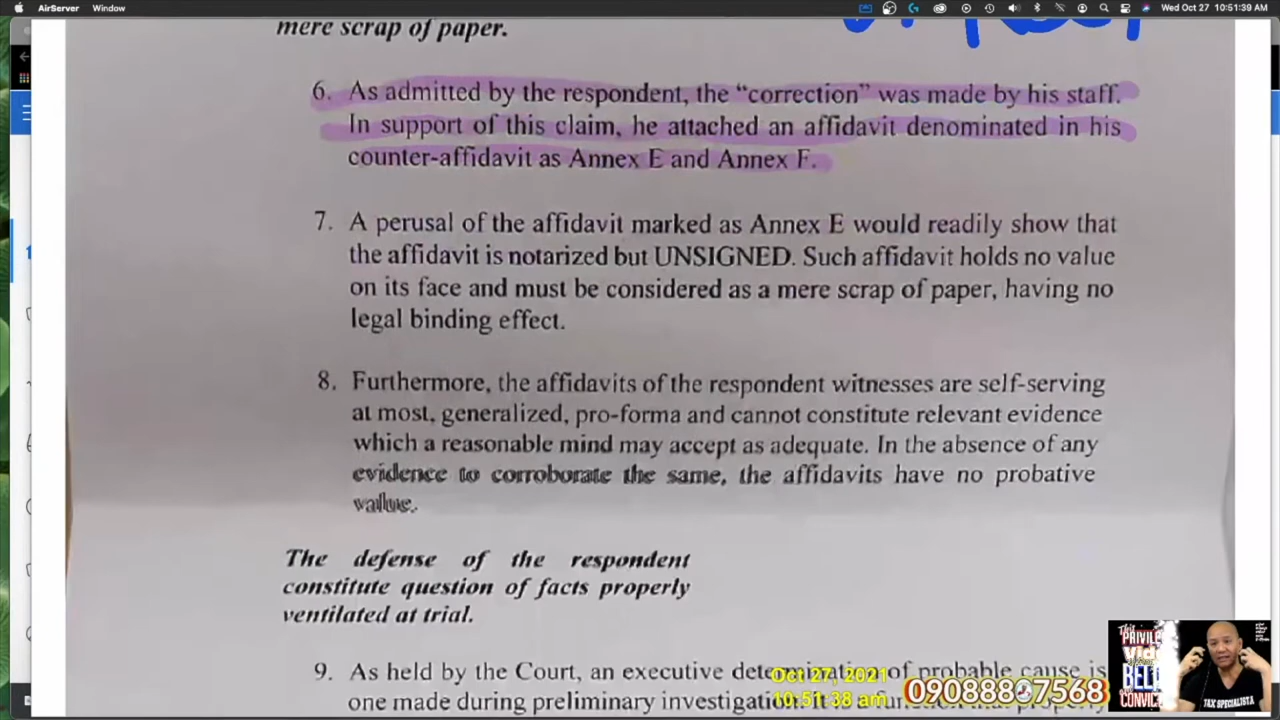 AirServer Window
Wed Oct 27 10:51:39 AM
mere scrap of paper.
6. As admitted by the respondent, the “correction” was made by his staff.
In support of this claim, he attached an affidavit denominated in his
counter-affidavit as Annex E and Annex F.
7. A perusal of the affidavit marked as Annex E would readily show that
the affidavit is notarized but UNSIGNED. Such affidavit holds no value
on its face and must be considered as a mere scrap of paper, having no
legal binding effect.
8. Furthermore, the affidavits of the respondent witnesses are self-serving
at most, generalized, pro-forma and cannot constitute relevant evidence
which a reasonable mind may accept as adequate. In the absence of any
evidence to corroborate the same, the affidavits have no probative
value.
The defense of the respondent
constitute question of facts properly
ventilated at trial.
9. As held by the Court, an executive determination of probable cause is
one made during preliminary investigation.
Oct 27, 2021
10:51:38 am
09088887568
This
PRIVILE
Vid
BELL
CONVIC
TAX SPECIALISTA